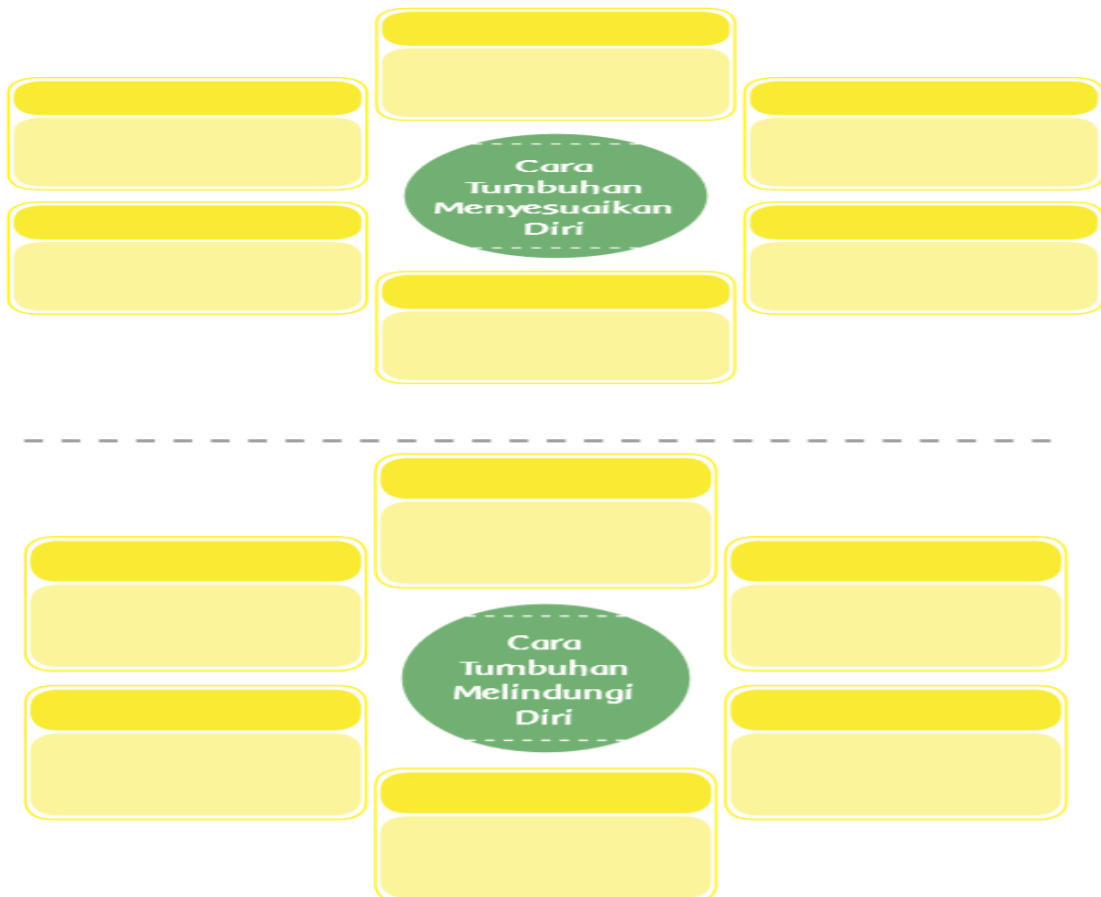 Cara
Tumbuhan
Menyesuaikan
Diri
Cara
Tumbuhan
Melindungi
Diri